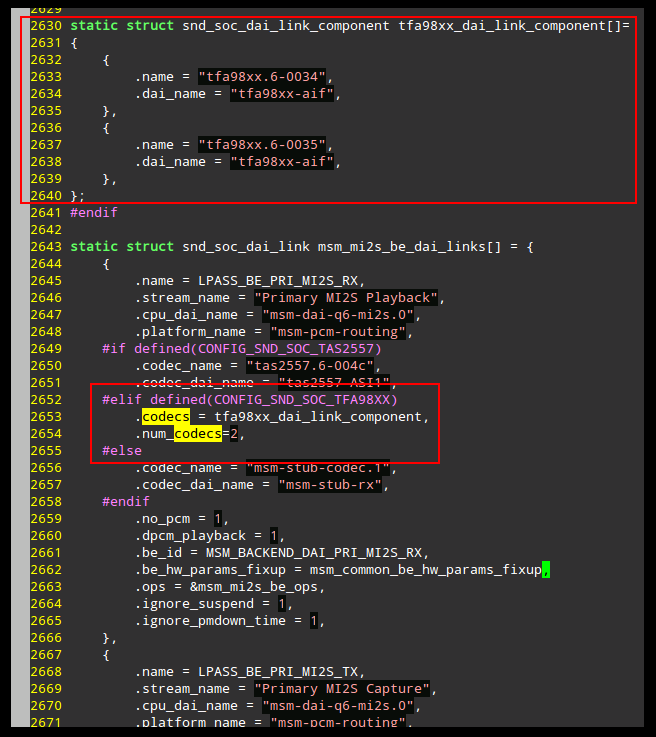 2629
2630 static struct snd_soc_dai_link_component tfa98xx_dai_link_component[]=
2631 {
2632     {
2633         .name = "tfa98xx.6-0034",
2634         .dai_name = "tfa98xx-aif",
2635     },
2636     {
2637         .name = "tfa98xx.6-0035",
2638         .dai_name = "tfa98xx-aif",
2639     },
2640 };
2641 #endif
2642
2643 static struct snd_soc_dai_link msm_mi2s_be_dai_links[] = {
2644     {
2645         .name = LPASS_BE_PRI_MI2S_RX,
2646         .stream_name = "Primary MI2S Playback",
2647         .cpu_dai_name = "msm-dai-q6-mi2s.0",
2648         .platform_name = "msm-pcm-routing",
2649     #if defined(CONFIG_SND_SOC_TAS2557)
2650         .codec_name = "tas2557.6-004c",
2651         .codec_dai_name = "tas2557 ASI1",
2652     #elif defined(CONFIG_SND_SOC_TFA98XX)
2653         .codecs = tfa98xx_dai_link_component,
2654         .num_codecs=2,
2655     #else
2656         .codec_name = "msm-stub-codec.1",
2657         .codec_dai_name = "msm-stub-rx",
2658     #endif
2659         .no_pcm = 1,
2660         .dpcm_playback = 1,
2661         .be_id = MSM_BACKEND_DAI_PRI_MI2S_RX,
2662         .be_hw_params_fixup = msm_common_be_hw_params_fixup,
2663         .ops = &msm_mi2s_be_ops,
2664         .ignore_suspend = 1,
2665         .ignore_pmdown_time = 1,
2666     },
2667     {
2668         .name = LPASS_BE_PRI_MI2S_TX,
2669         .stream_name = "Primary MI2S Capture",
2670         .cpu_dai_name = "msm-dai-q6-mi2s.0",
2671         .platform_name = "msm-pcm-routing",